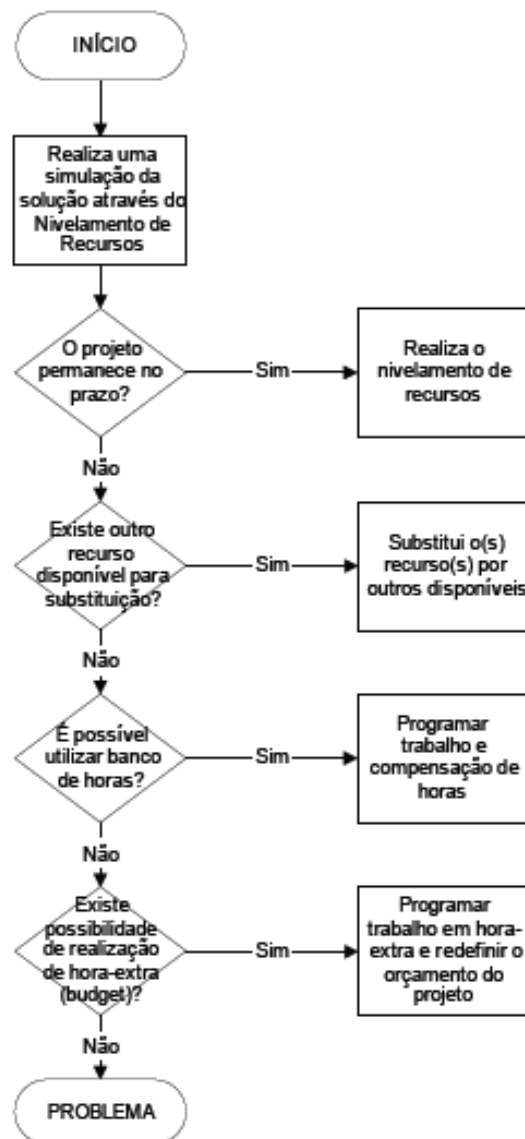 INÍCIO
Realiza uma
simulação da
solução através do
Nivelamento de
Recursos
O projeto
permanece no
prazo?
Sim
Realiza o
nivelamento de
recursos
Não
Existe outro
recurso
disponível para
substituição?
Sim
Substitui o(s)
recurso(s) por
outros disponíveis
Não
É possível
utilizar banco
de horas?
Sim
Programar
trabalho e
compensação de
horas
Não
Existe
possibilidade
de realização
de hora-extra
(budget)?
Sim
Programar
trabalho em hora-
extra e redefinir o
orçamento do
projeto
Não
PROBLEMA